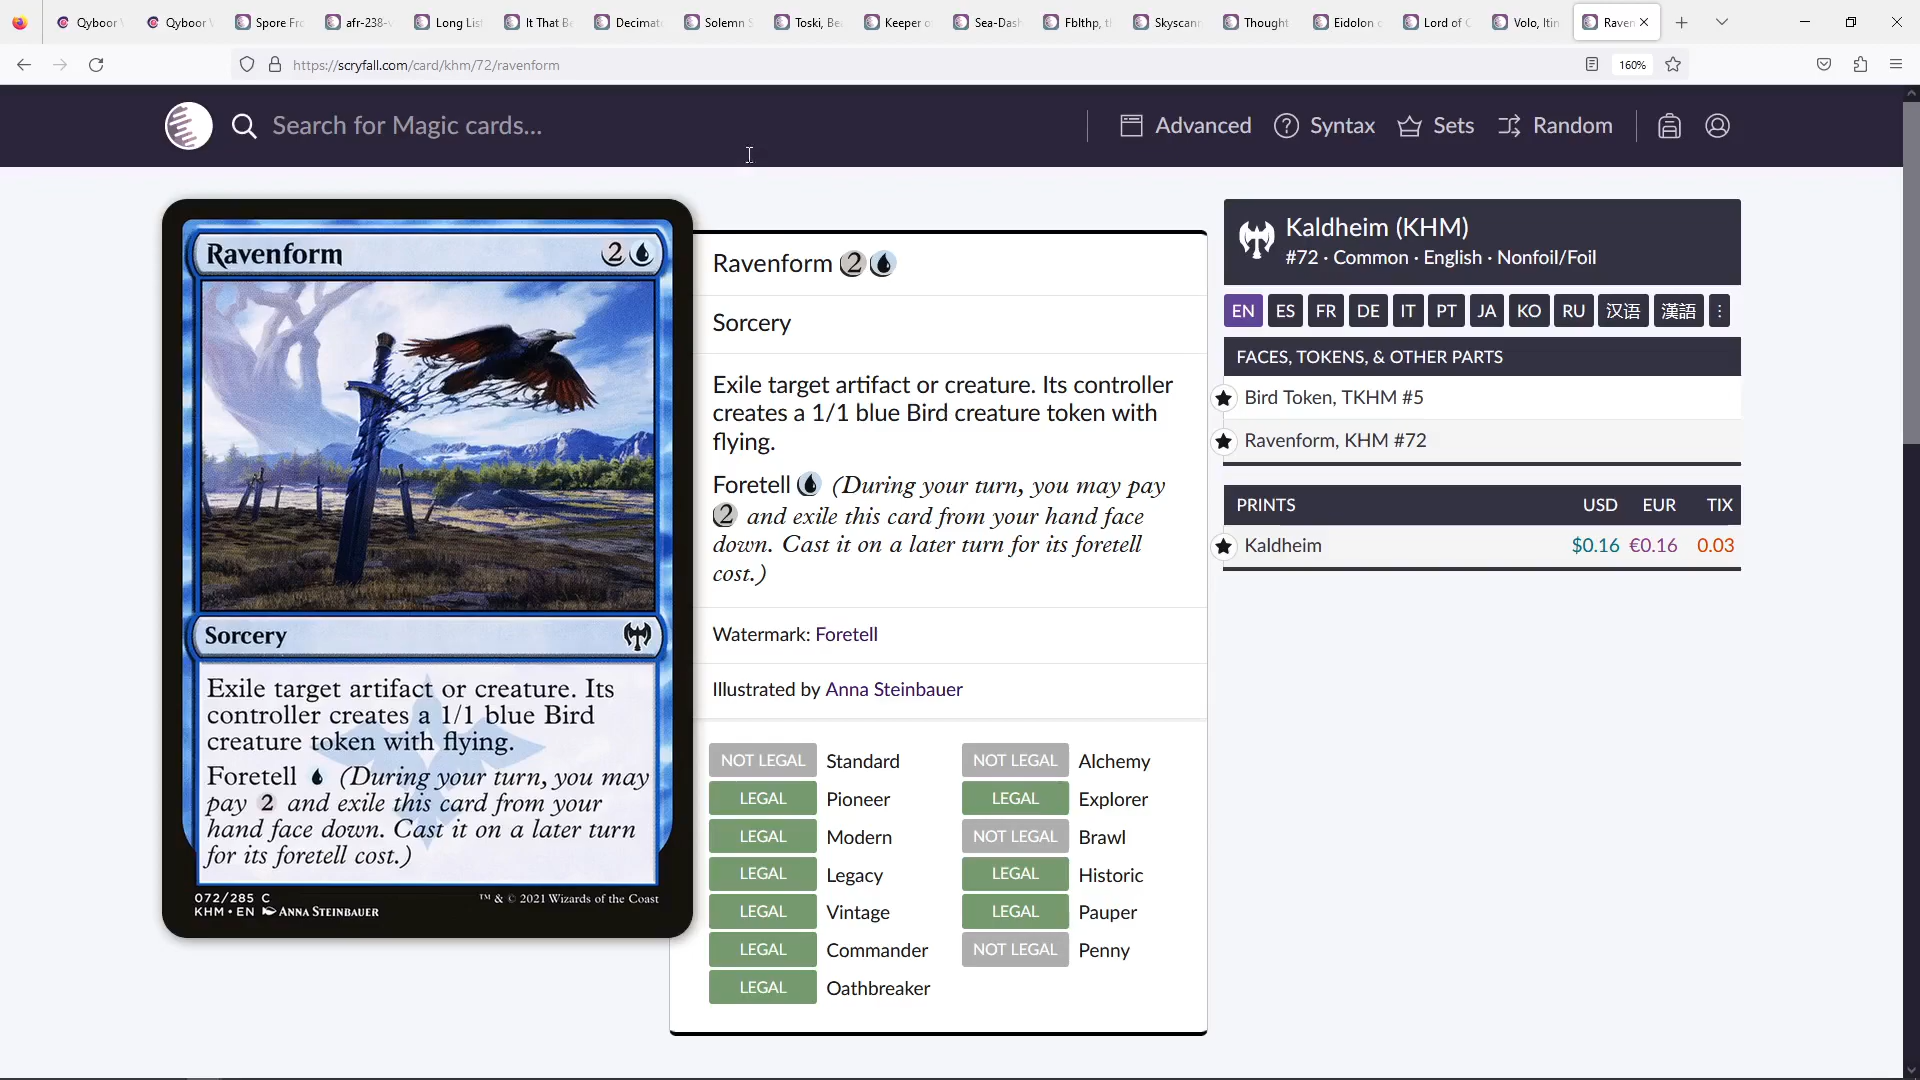 Qyboor
Qyboor
Spore Fr
afr-238-
Long Lis
It That B
Decimat
Solemn S
Toski, Be
Keeper o
Sea-Dash
Fblthp, t
Skyscann
Thought
Eidolon o
Lord of
Volo, Itin
Raven
https://scryfall.com/card/khm/72/ravenform
160%
Search for Magic cards...
Advanced
Syntax
Sets
Random
Ravenform 2
Sorcery
Exile target artifact or creature. Its
controller creates a 1/1 blue Bird
creature token with flying.
Foretell (During your turn, you may
pay 2 and exile this card from your
hand face down. Cast it on a later turn
for its foretell cost.)
072/285 C
KHM • EN ANNA STEINBAUER
™ & © 2021 Wizards of the Coast
Ravenform 2
Sorcery
Exile target artifact or creature. Its controller
creates a 1/1 blue Bird creature token with
flying.
Foretell (During your turn, you may pay
2 and exile this card from your hand face
down. Cast it on a later turn for its foretell
cost.)
Watermark: Foretell
Illustrated by Anna Steinbauer
NOT LEGAL Standard NOT LEGAL Alchemy
LEGAL Pioneer LEGAL Explorer
LEGAL Modern NOT LEGAL Brawl
LEGAL Legacy LEGAL Historic
LEGAL Vintage LEGAL Pauper
LEGAL Commander NOT LEGAL Penny
LEGAL Oathbreaker
Kaldheim (KHM)
#72 · Common · English · Nonfoil/Foil
EN ES FR DE IT PT JA KO RU 汉语 漢語
FACES, TOKENS, & OTHER PARTS
Bird Token, TKHM #5
Ravenform, KHM #72
PRINTS USD EUR TIX
Kaldheim $0.16 €0.16 0.03